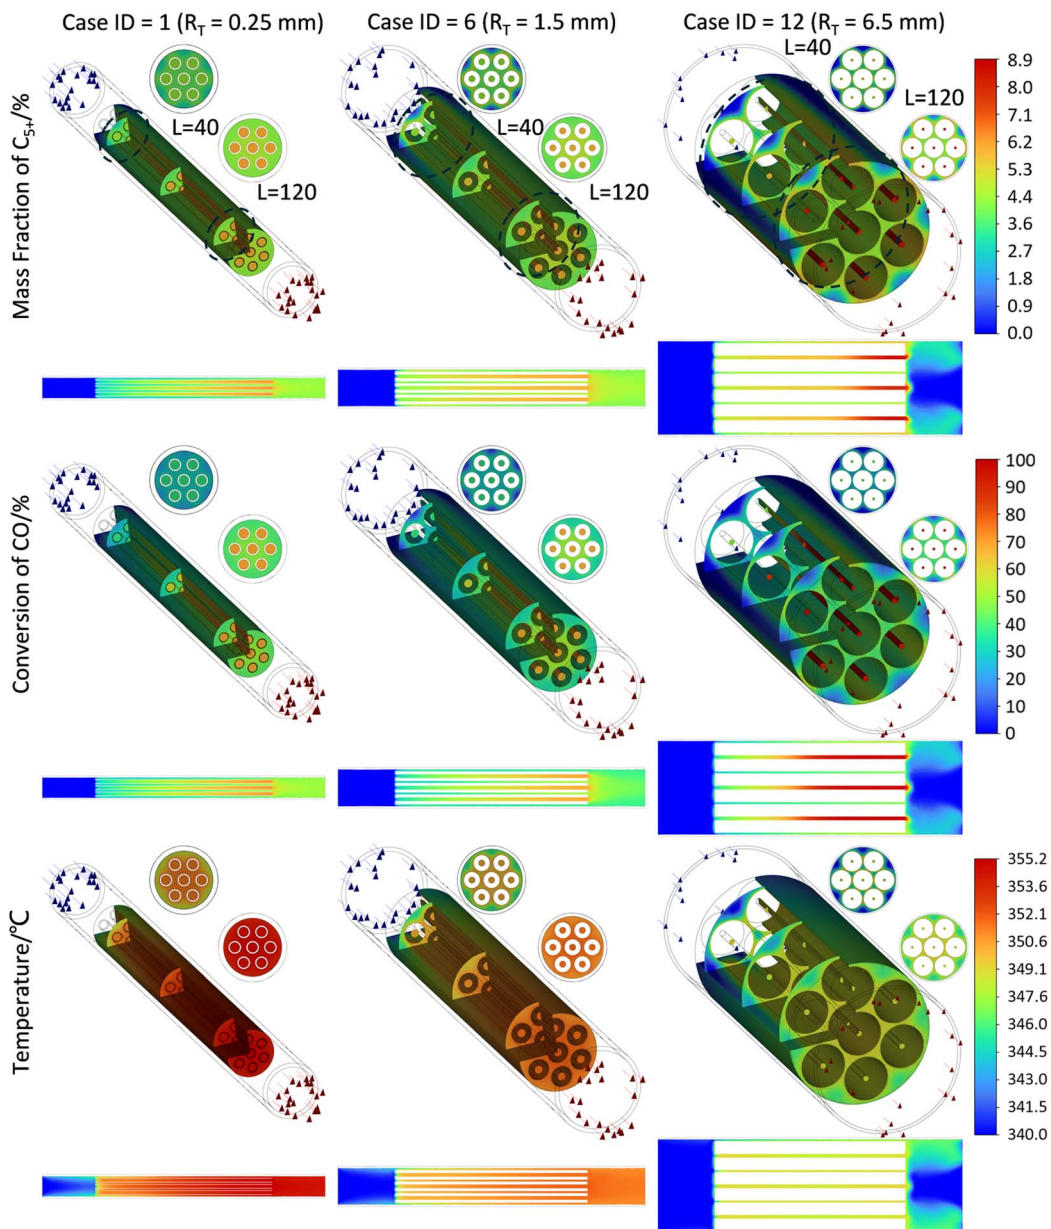 Case ID = 1 (R_T = 0.25 mm)
Case ID = 6 (R_T = 1.5 mm)
Case ID = 12 (R_T = 6.5 mm)
Mass Fraction of C_5+/%
L=40
L=120
L=40
L=120
L=40
L=120
8.9
8.0
7.1
6.2
5.3
4.4
3.6
2.7
1.8
0.9
0.0
Conversion of CO/%
100
90
80
70
60
50
40
30
20
10
0
Temperature/°C
355.2
353.6
352.1
350.6
349.1
347.6
346.0
344.5
343.0
341.5
340.0